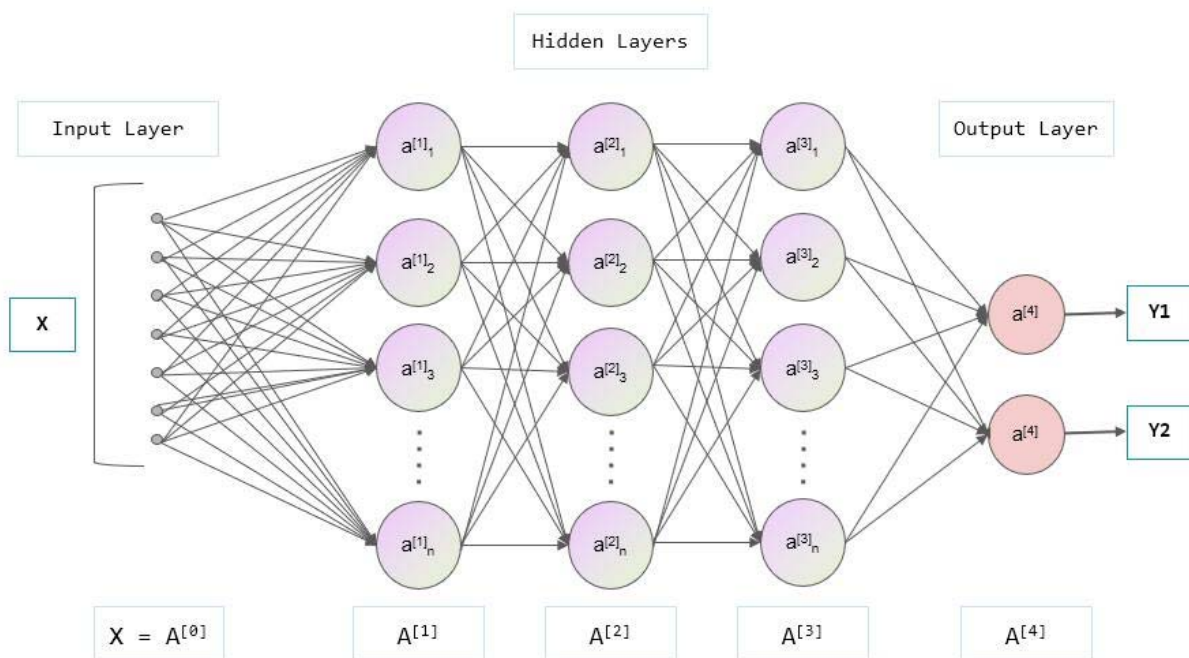 Hidden Layers
Input Layer
Output Layer
X
a[1]1
a[1]2
a[1]3
a[1]n
a[2]1
a[2]2
a[2]3
a[2]n
a[3]1
a[3]2
a[3]3
a[3]n
a[4]
a[4]
Y1
Y2
X = A[0]
A[1]
A[2]
A[3]
A[4]